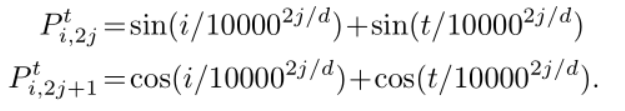 $P^t_{i,2j} = \sin(i/10000^{2j/d}) + \sin(t/10000^{2j/d})$
$P^t_{i,2j+1} = \cos(i/10000^{2j/d}) + \cos(t/10000^{2j/d}).$